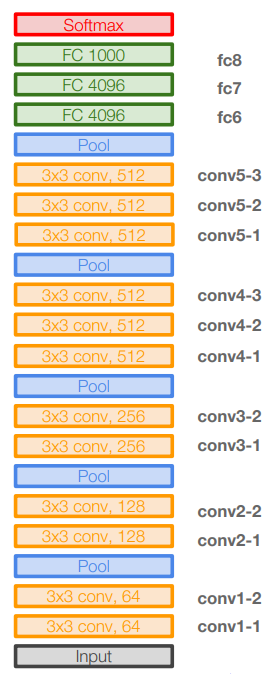 Softmax
FC 1000 fc8
FC 4096 fc7
FC 4096 fc6
Pool
3x3 conv, 512 conv5-3
3x3 conv, 512 conv5-2
3x3 conv, 512 conv5-1
Pool
3x3 conv, 512 conv4-3
3x3 conv, 512 conv4-2
3x3 conv, 512 conv4-1
Pool
3x3 conv, 256 conv3-2
3x3 conv, 256 conv3-1
Pool
3x3 conv, 128 conv2-2
3x3 conv, 128 conv2-1
Pool
3x3 conv, 64 conv1-2
3x3 conv, 64 conv1-1
Input